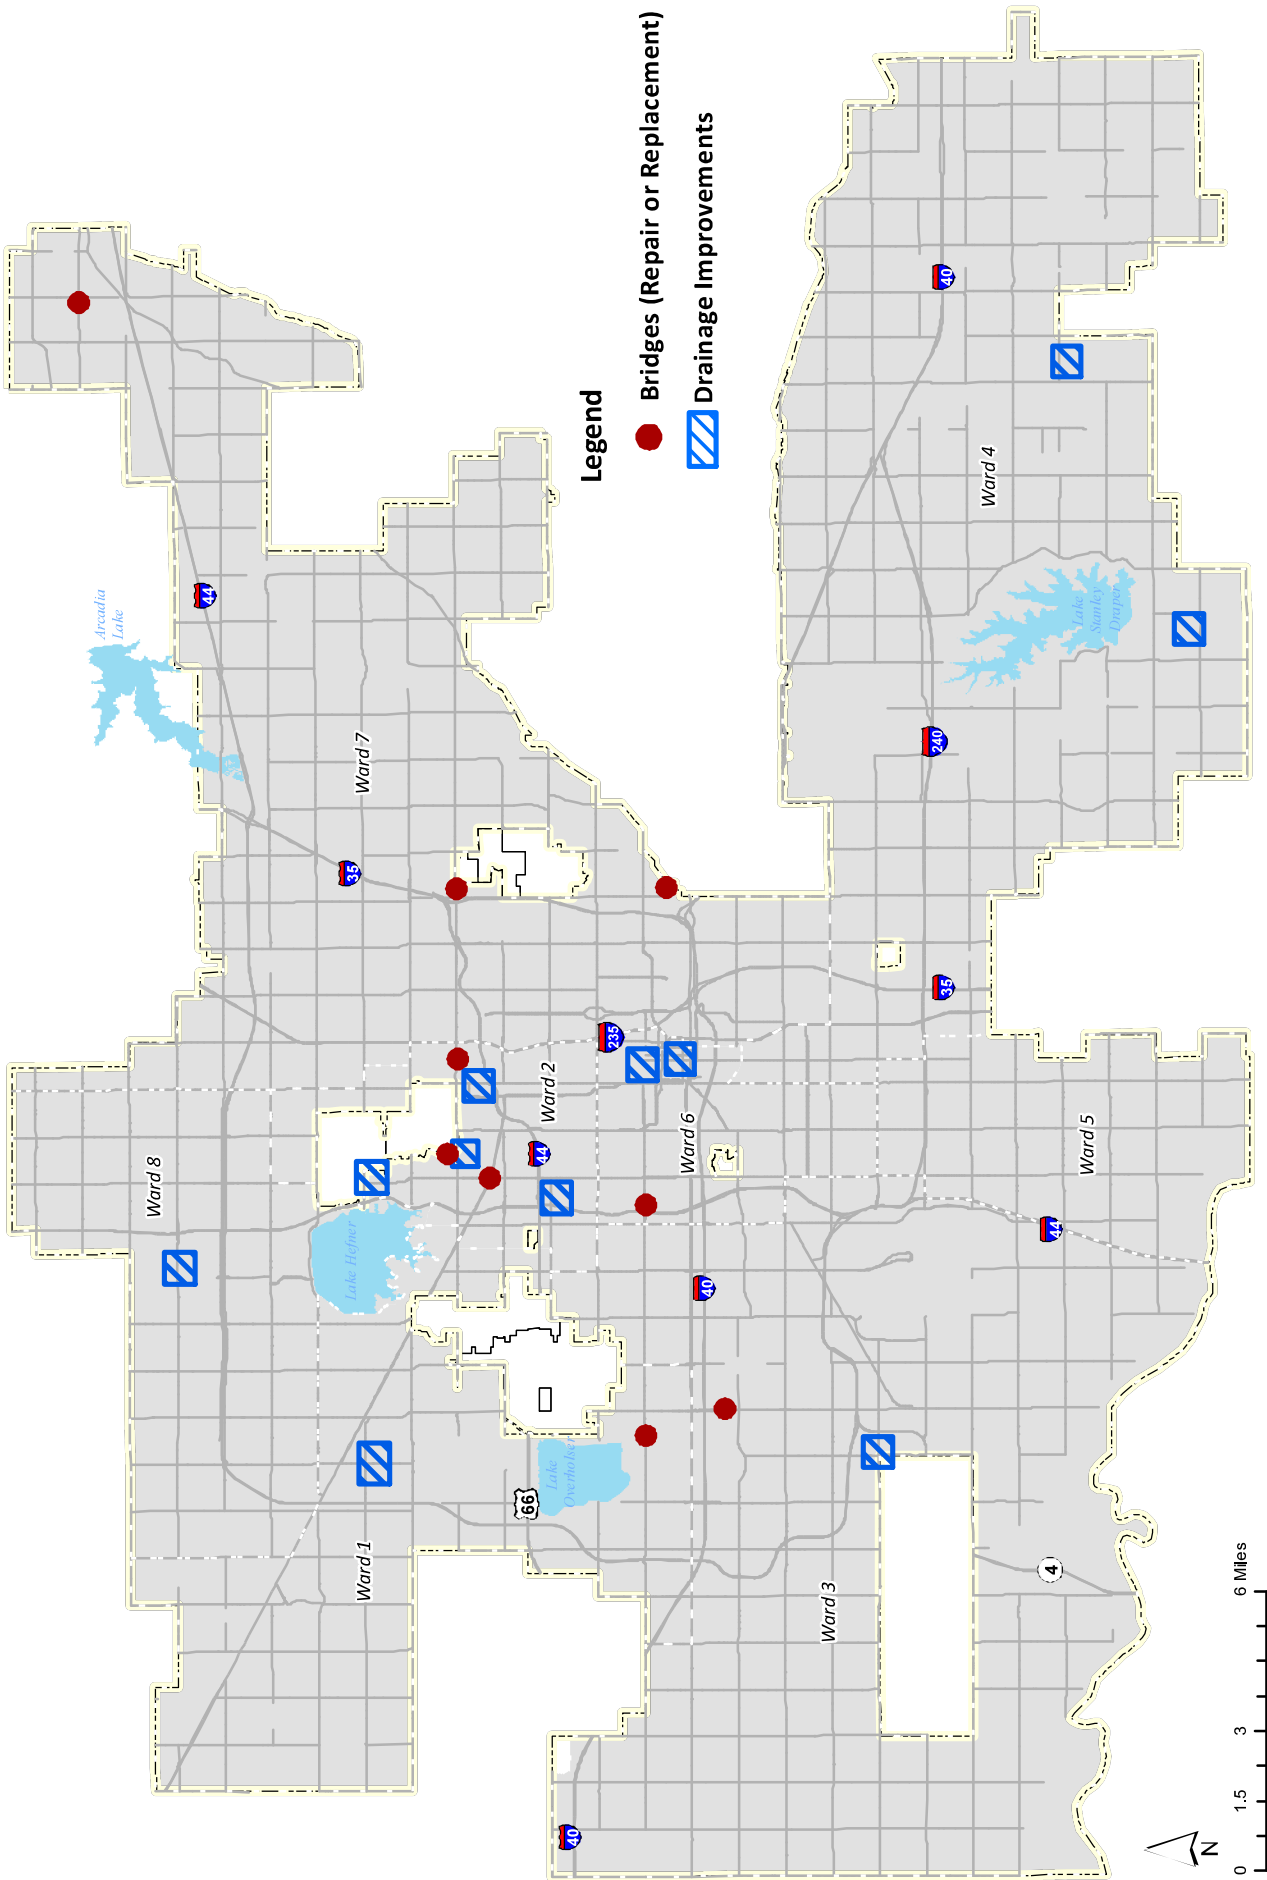 Arcadia
Lake
44
Legend
Bridges (Repair or Replacement)
Drainage Improvements
Ward 7
35
40
Ward 4
Lake
Stanley
Draper
240
35
235
Ward 2
Ward 8
44
Ward 6
Ward 5
Lake Hefner
44
40
66
Lake
Overholser
Ward 1
Ward 3
4
40
N
0 1.5 3 6 Miles